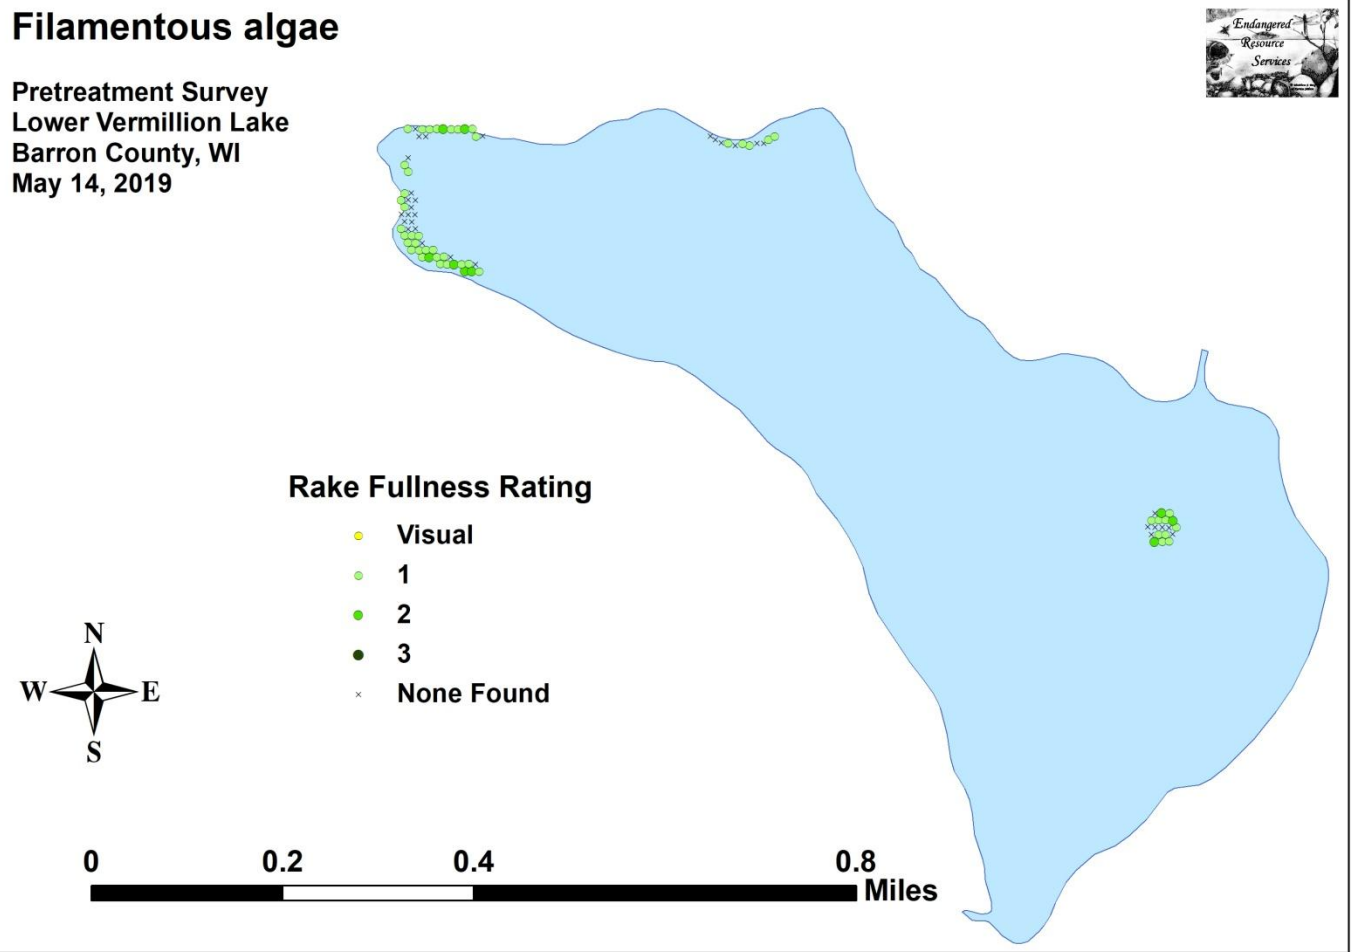 Filamentous algae
Pretreatment Survey
Lower Vermillion Lake
Barron County, WI
May 14, 2019
Endangered
Resource
Services
Rake Fullness Rating
Visual
1
2
3
None Found
N
W E
S
0 0.2 0.4 0.8
Miles